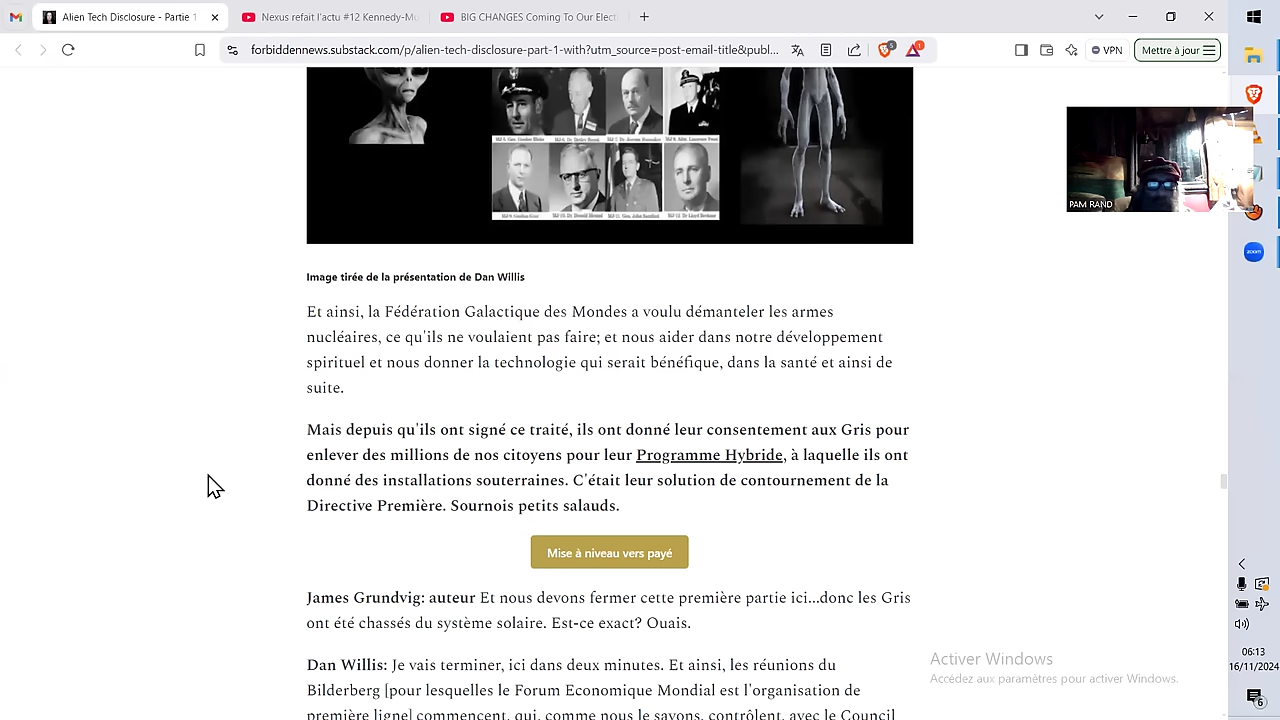 Alien Tech Disclosure - Partie 1
Nexus refait l'actu #12 Kennedy-Mu
BIG CHANGES Coming To Our Elect
forbiddennews.substack.com/p/alien-tech-disclosure-part-1-with?utm_source=post-email-title&publ...
5
1
VPN
Mettre à jour
PAM RAND
zoom
Image tirée de la présentation de Dan Willis
Et ainsi, la Fédération Galactique des Mondes a voulu démanteler les armes
nucléaires, ce qu'ils ne voulaient pas faire; et nous aider dans notre développement
spirituel et nous donner la technologie qui serait bénéfique, dans la santé et ainsi de
suite.
Mais depuis qu'ils ont signé ce traité, ils ont donné leur consentement aux Gris pour
enlever des millions de nos citoyens pour leur Programme Hybride, à laquelle ils ont
donné des installations souterraines. C'était leur solution de contournement de la
Directive Première. Sournois petits salauds.
Mise à niveau vers payé
James Grundvig: auteur Et nous devons fermer cette première partie ici...donc les Gris
ont été chassés du système solaire. Est-ce exact? Ouais.
Dan Willis: Je vais terminer, ici dans deux minutes. Et ainsi, les réunions du
Bilderberg [pour lesquelles le Forum Economique Mondial est l'organisation de
première ligne] commencent, qui, comme nous le savons, contrôlent, avec le Council
Activer Windows
Accédez aux paramètres pour activer Windows.
06:13
16/11/2024
6